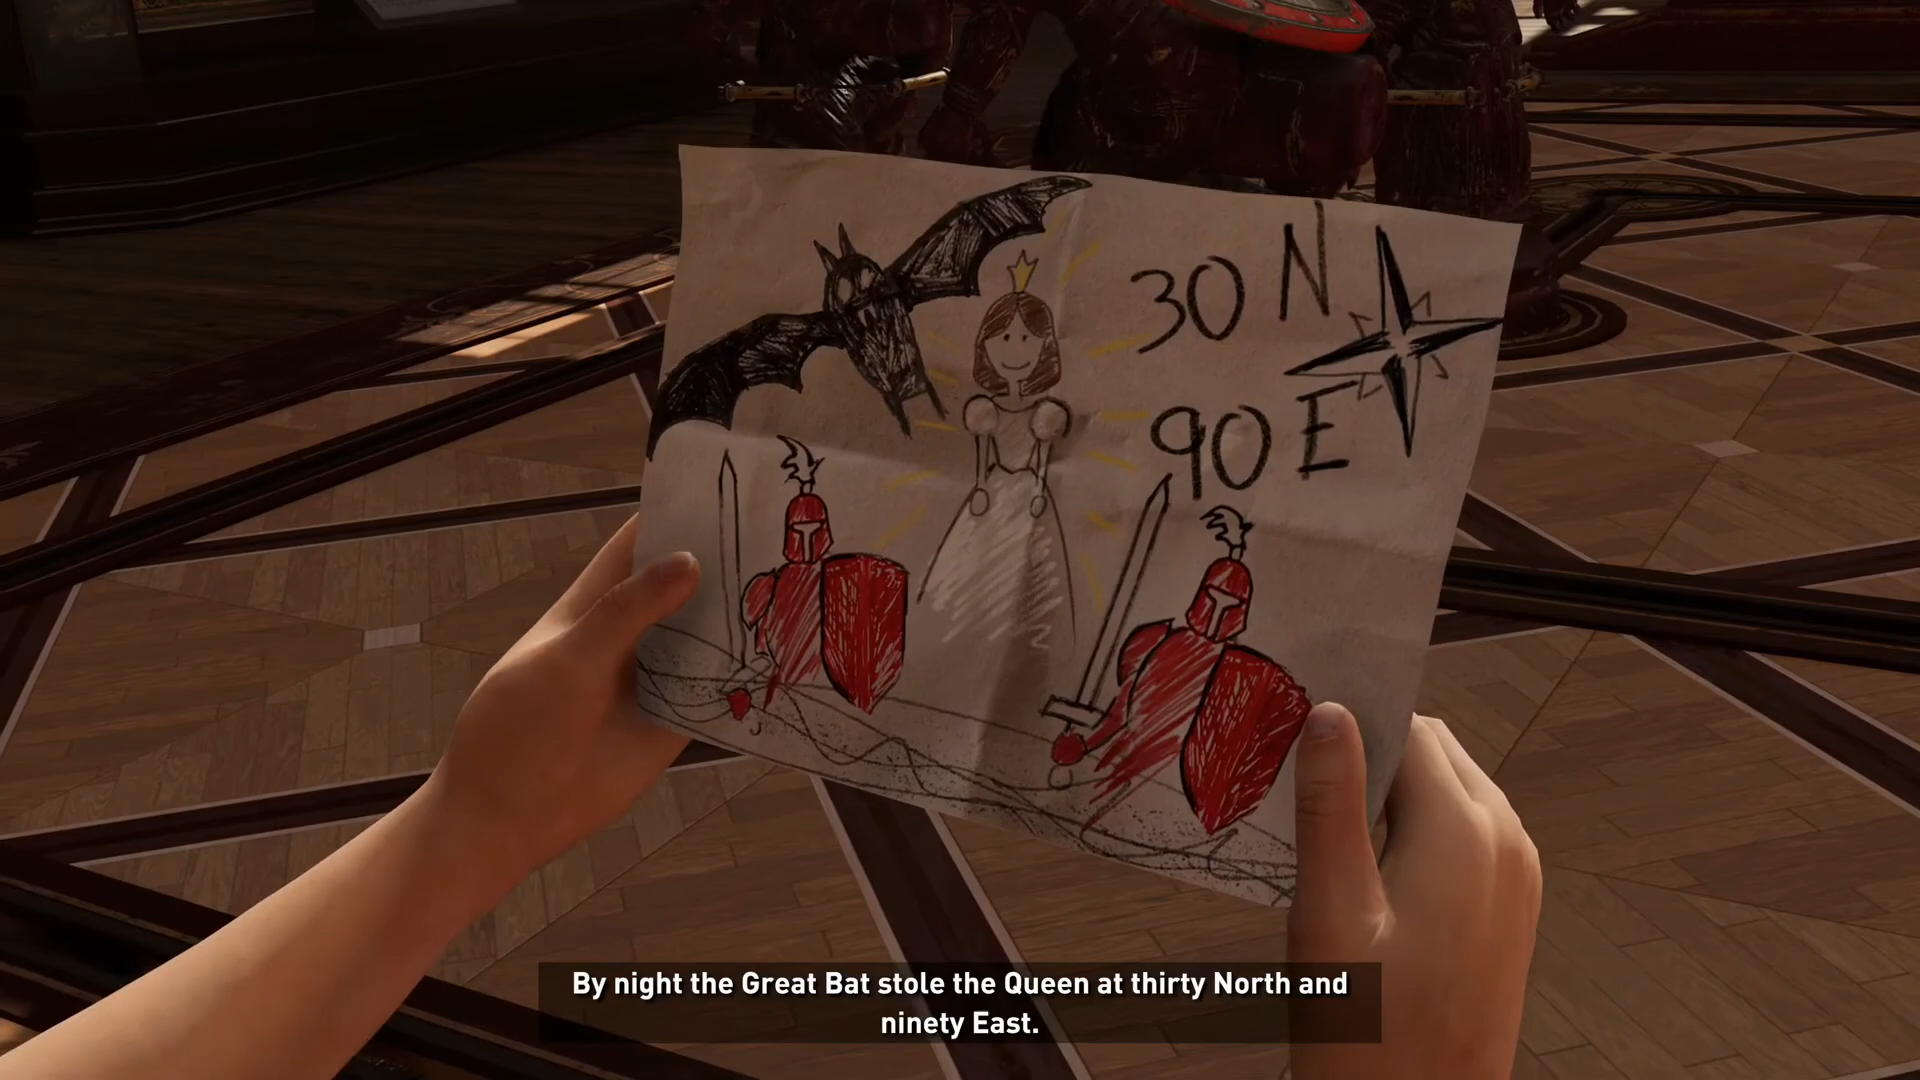 30 N
90 E
By night the Great Bat stole the Queen at thirty North and
ninety East.